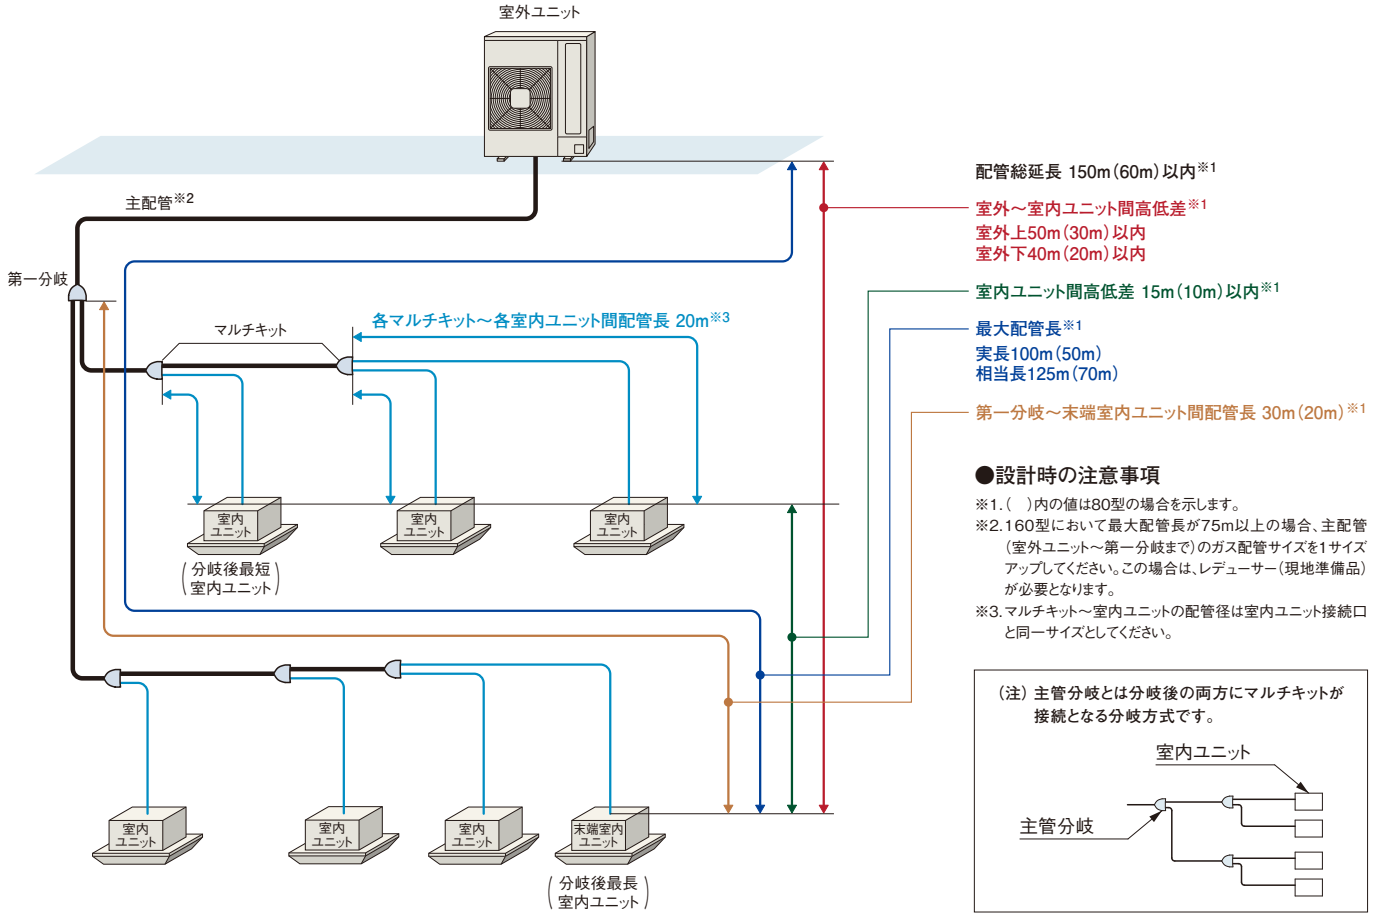 室外ユニット
主配管※2
第一分岐
マルチキット
各マルチキット～各室内ユニット間配管長 20m※3
室内
ユニット
室内
ユニット
室内
ユニット
(分岐後最短
室内ユニット)
室内
ユニット
室内
ユニット
室内
ユニット
末端室内
ユニット
(分岐後最長
室内ユニット)
配管総延長 150m(60m)以内※1
室外～室内ユニット間高低差※1
室外上50m(30m)以内
室外下40m(20m)以内
室内ユニット間高低差 15m(10m)以内※1
最大配管長※1
実長100m(50m)
相当長125m(70m)
第一分岐～末端室内ユニット間配管長 30m(20m)※1
●設計時の注意事項
※1.(　)内の値は80型の場合を示します。
※2.160型において最大配管長が75m以上の場合、主配管
(室外ユニット～第一分岐まで)のガス配管サイズを1サイズ
アップしてください。この場合は、レデューサー(現地準備品)
が必要となります。
※3.マルチキット～室内ユニットの配管径は室内ユニット接続口
と同一サイズとしてください。
(注) 主管分岐とは分岐後の両方にマルチキットが
接続となる分岐方式です。
室内ユニット
主管分岐